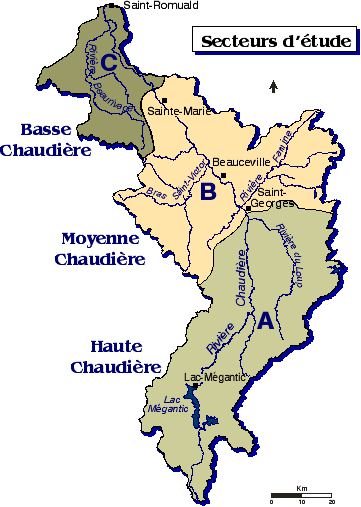 Saint-Romuald
Secteurs d'étude
C
Rivière
Beaurivage
Sainte-Marie
Basse
Chaudière
Beauceville
Rivière Famine
Bras Saint-Victor
B
Saint-
Georges
Moyenne
Chaudière
Rivière du Loup
Rivière Chaudière
A
Haute
Chaudière
Lac-Mégantic
Lac
Mégantic
Km
0 10 20